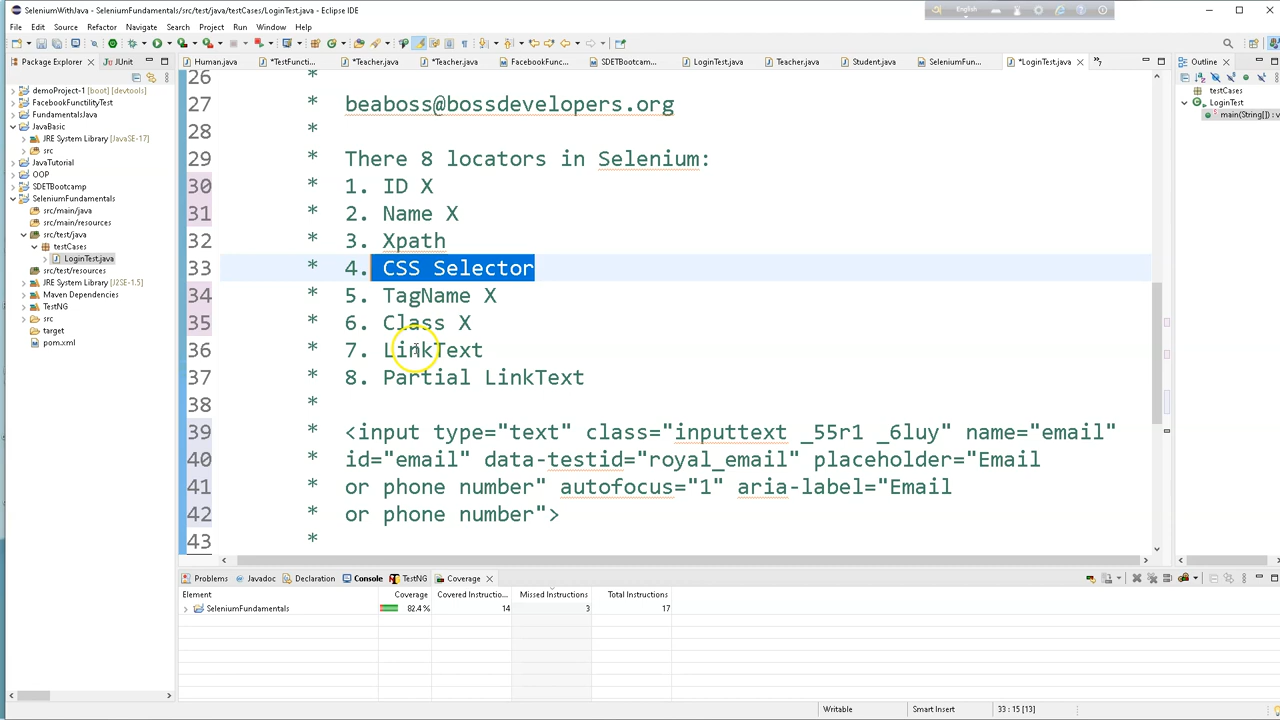 SeleniumWithJava - SeleniumFundamentals/src/test/java/testCases/LoginTest.java - Eclipse IDE
English
File Edit Source Refactor Navigate Search Project Run Window Help
Package Explorer
JUnit
Human.java
*TestFuncti...
*Teacher.java
*Teacher.java
FacebookFunc...
SDETBootcam...
LoginTest.java
Teacher.java
Student.java
SeleniumFun...
*LoginTest.java
Outline
demoProject-1 [boot] [devtools]
FacebookFunctilityTest
FundamentalsJava
JavaBasic
JRE System Library [JavaSE-17]
src
JavaTutorial
OOP
SDETBootcamp
SeleniumFundamentals
src/main/java
src/main/resources
src/test/java
testCases
LoginTest.java
src/test/resources
JRE System Library [J2SE-1.5]
Maven Dependencies
TestNG
src
target
pom.xml
26 *
27 * beaboss@bossdevelopers.org
28 *
29 * There 8 locators in Selenium:
30 * 1. ID X
31 * 2. Name X
32 * 3. Xpath
33 * 4. CSS Selector
34 * 5. TagName X
35 * 6. Class X
36 * 7. LinkText
37 * 8. Partial LinkText
38 *
39 * <input type="text" class="inputtext _55r1 _6luy" name="email"
40 * id="email" data-testid="royal_email" placeholder="Email
41 * or phone number" autofocus="1" aria-label="Email
42 * or phone number">
43 *
testCases
LoginTest
main(String[]) : v
Problems
Javadoc
Declaration
Console
TestNG
Coverage
Element Coverage Covered Instructio... Missed Instructions Total Instructions
SeleniumFundamentals 82.4 % 14 3 17
Writable
Smart Insert
33 : 15 [13]